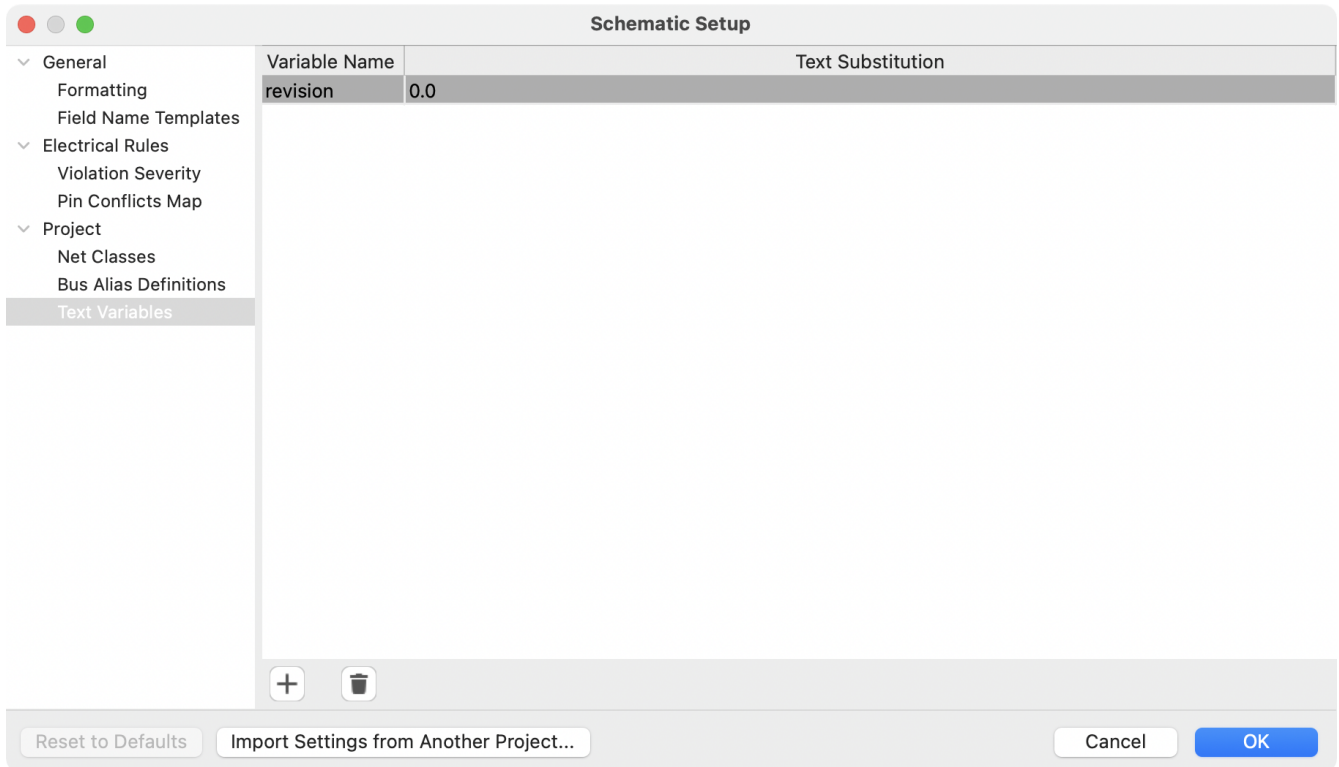 Schematic Setup
General
Formatting
Field Name Templates
Electrical Rules
Violation Severity
Pin Conflicts Map
Project
Net Classes
Bus Alias Definitions
Text Variables
Variable Name Text Substitution
revision 0.0
Reset to Defaults Import Settings from Another Project... Cancel OK